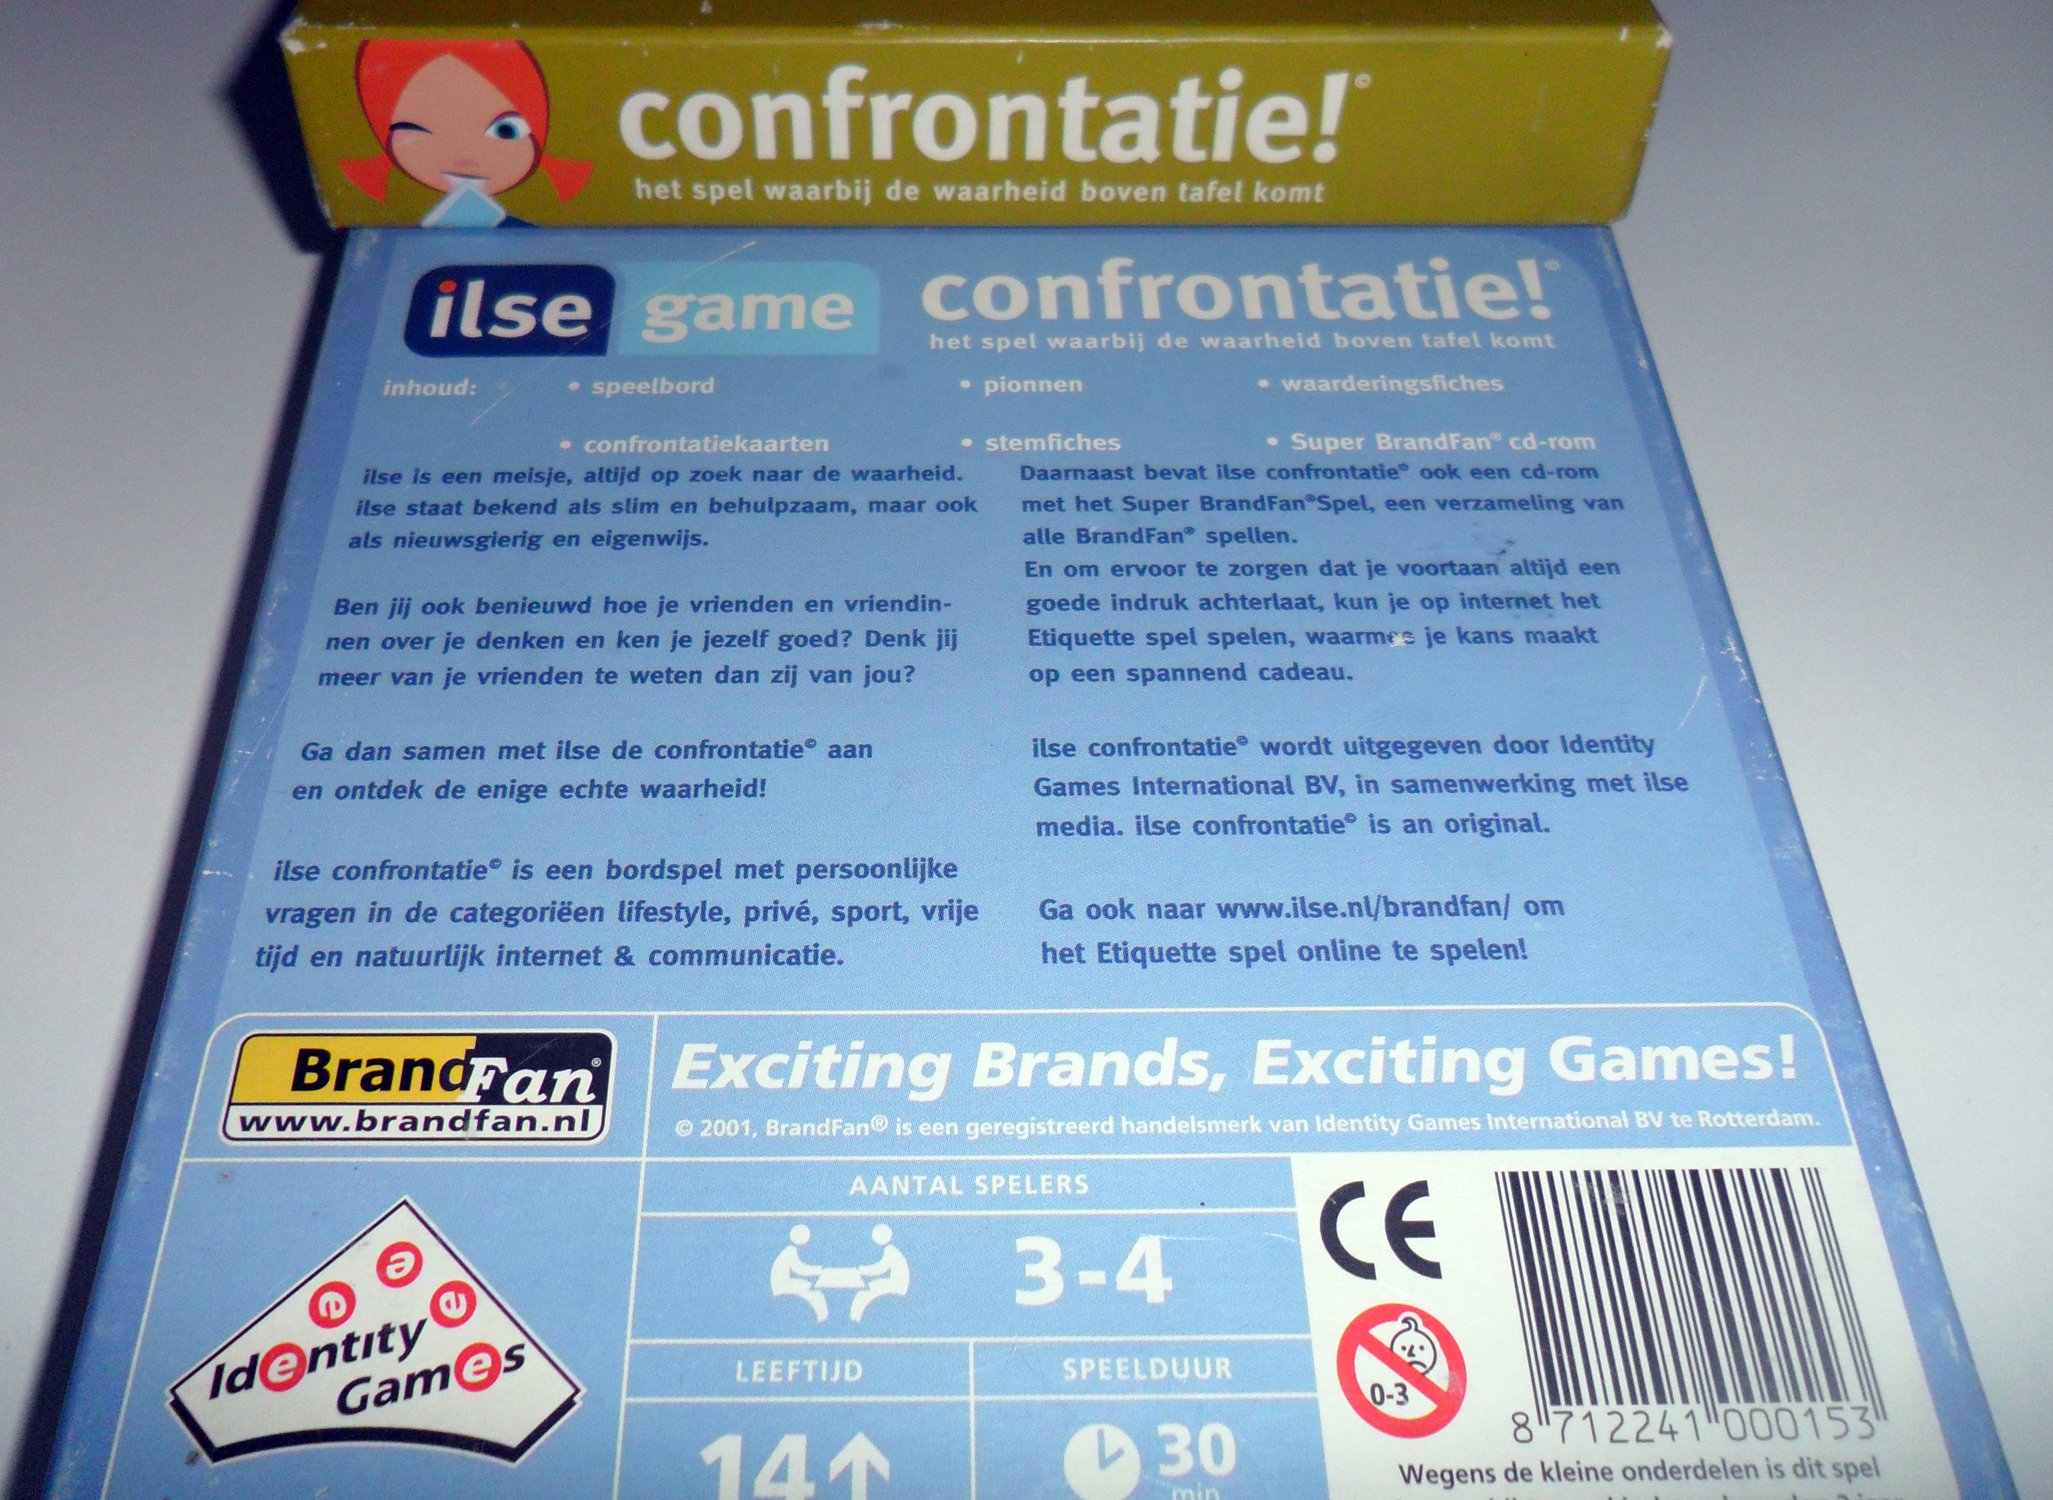 confrontatie!©
het spel waarbij de waarheid boven tafel komt
ilse game
confrontatie!©
het spel waarbij de waarheid boven tafel komt
inhoud: • speelbord • pionnen • waarderingsfiches
• confrontatiekaarten • stemfiches • Super BrandFan® cd-rom
ilse is een meisje, altijd op zoek naar de waarheid.
ilse staat bekend als slim en behulpzaam, maar ook
als nieuwsgierig en eigenwijs.
Ben jij ook benieuwd hoe je vrienden en vriendin-
nen over je denken en ken je jezelf goed? Denk jij
meer van je vrienden te weten dan zij van jou?
Ga dan samen met ilse de confrontatie© aan
en ontdek de enige echte waarheid!
ilse confrontatie© is een bordspel met persoonlijke
vragen in de categoriëen lifestyle, privé, sport, vrije
tijd en natuurlijk internet & communicatie.
Daarnaast bevat ilse confrontatie© ook een cd-rom
met het Super BrandFan®Spel, een verzameling van
alle BrandFan® spellen.
En om ervoor te zorgen dat je voortaan altijd een
goede indruk achterlaat, kun je op internet het
Etiquette spel spelen, waarmee je kans maakt
op een spannend cadeau.
ilse confrontatie© wordt uitgegeven door Identity
Games International BV, in samenwerking met ilse
media. ilse confrontatie© is an original.
Ga ook naar www.ilse.nl/brandfan/ om
het Etiquette spel online te spelen!
BrandFan®
www.brandfan.nl
Exciting Brands, Exciting Games!
© 2001, BrandFan® is een geregistreerd handelsmerk van Identity Games International BV te Rotterdam.
e e e
Identity
Games
AANTAL SPELERS
3-4
LEEFTIJD
14
SPEELDUUR
30
min
CE
0-3
8 712241 000153
Wegens de kleine onderdelen is dit spel